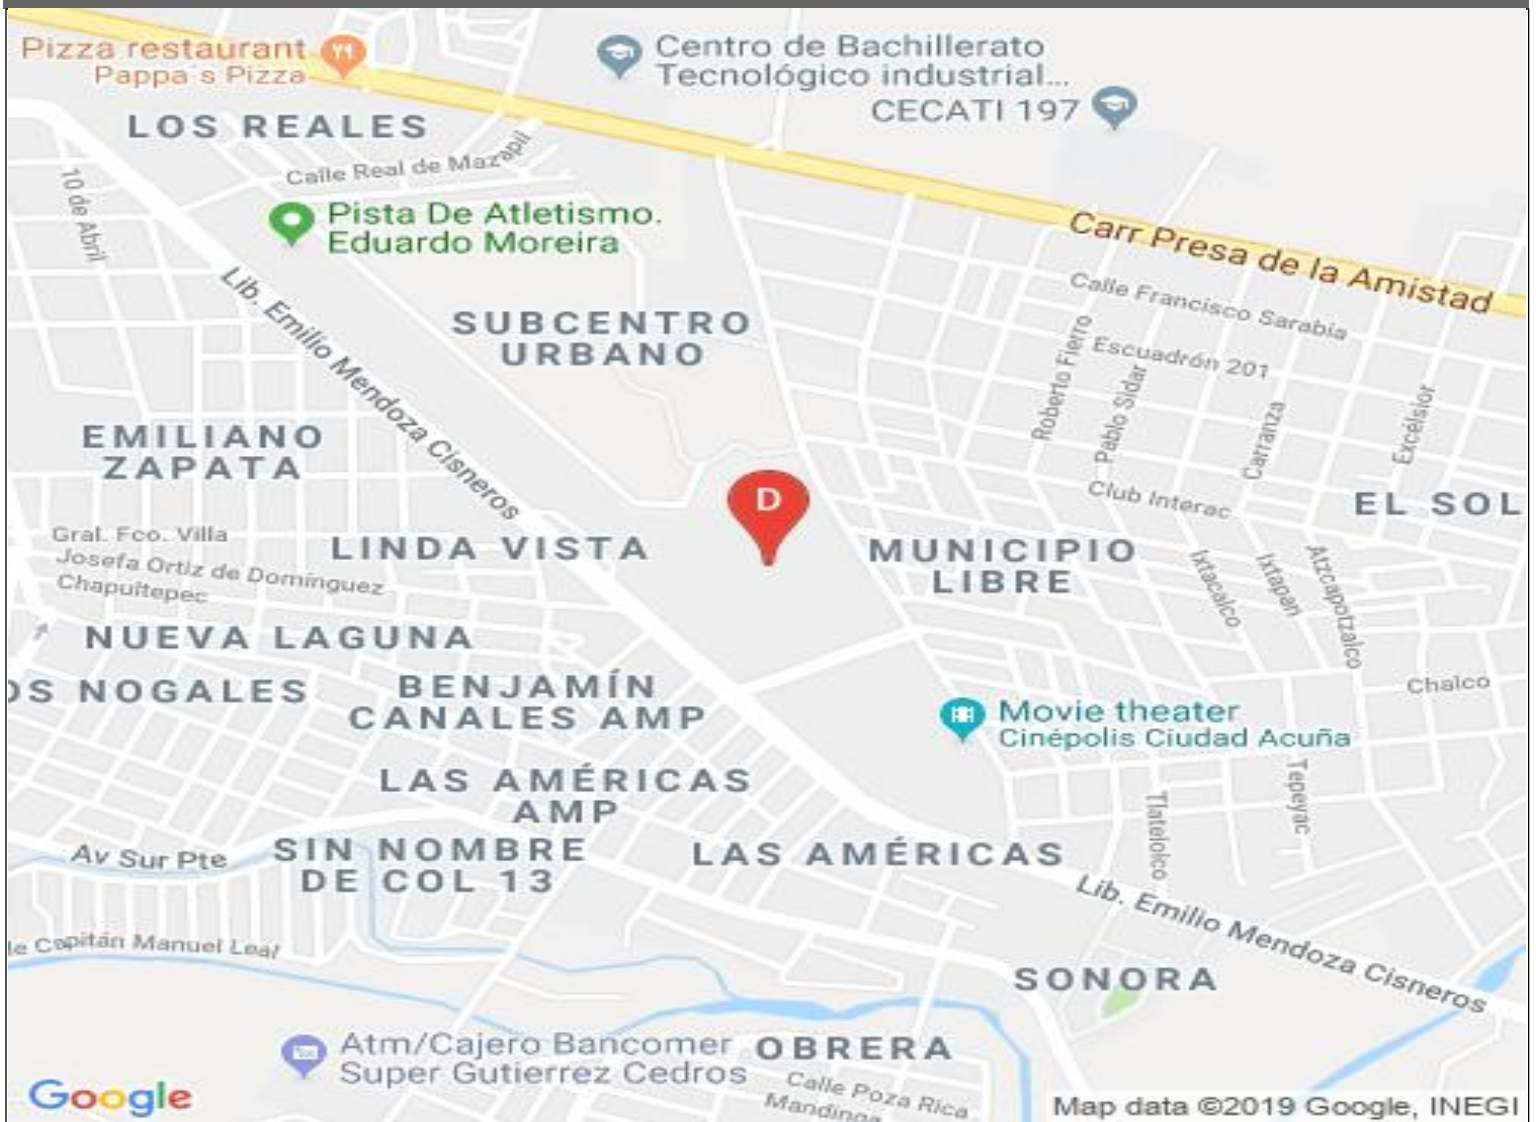 Pizza restaurant
Pappa s Pizza
Centro de Bachillerato
Tecnológico industrial...
CECATI 197
LOS REALES
Calle Real de Mazapil
10 de Abril
Pista De Atletismo.
Eduardo Moreira
Carr Presa de la Amistad
Calle Francisco Sarabia
Lib. Emilio Mendoza Cisneros
SUBCENTRO
URBANO
Roberto Fierro
Escuadrón 201
Pablo Sidar
Carranza
Excélsior
EMILIANO
ZAPATA
D
Club Interac
EL SOL
Gral. Fco. Villa
LINDA VISTA
MUNICIPIO
LIBRE
Josefa Ortiz de Domínguez
Chapultepec
Ixtacalco
Ixtapan
Atzcapotzalco
NUEVA LAGUNA
OS NOGALES
BENJAMÍN
CANALES AMP
Chalco
Movie theater
Cinépolis Ciudad Acuña
LAS AMÉRICAS
AMP
Tepeyac
Tlatelolco
Av Sur Pte
SIN NOMBRE
DE COL 13
LAS AMÉRICAS
Lib. Emilio Mendoza Cisneros
le Capitán Manuel Leal
SONORA
Atm/Cajero Bancomer
Super Gutierrez Cedros
OBRERA
Calle Poza Rica
Mandinga
Google
Map data ©2019 Google, INEGI